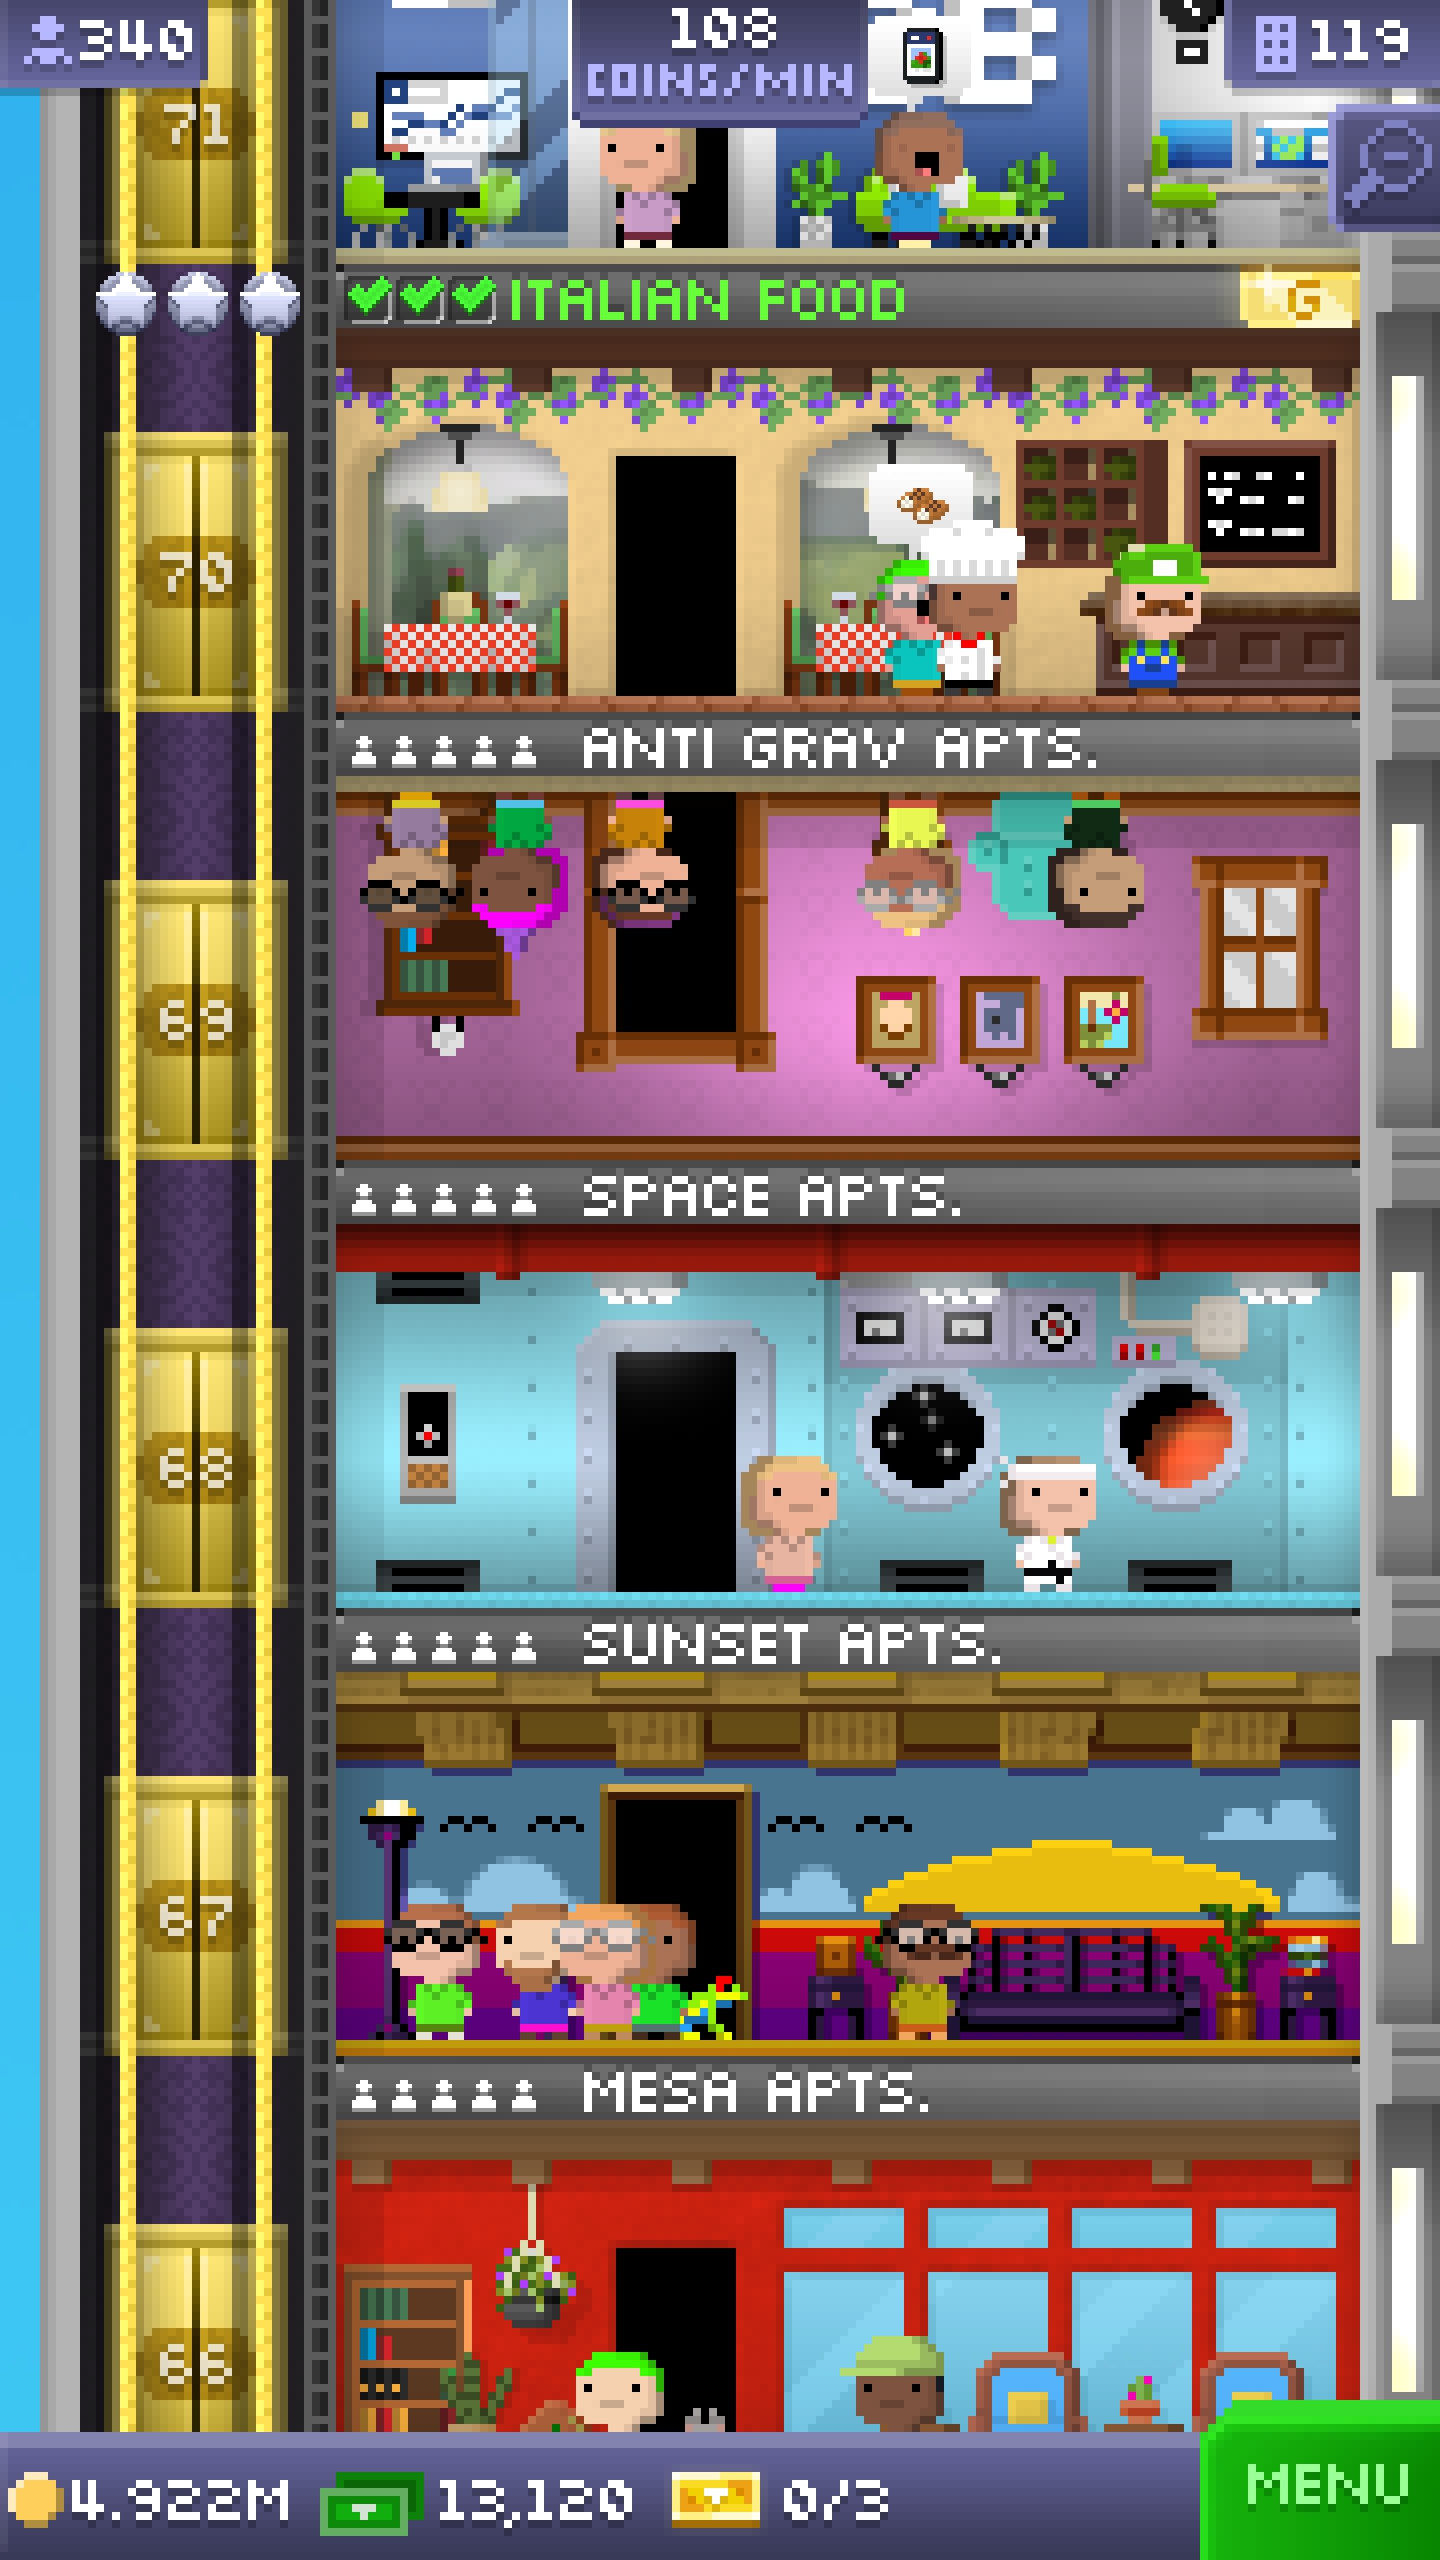 340
108
COINS/MIN
119
71
ITALIAN FOOD
G
70
ANTI GRAV APTS.
69
SPACE APTS.
68
SUNSET APTS.
67
MESA APTS.
66
4.922M
13,120
0/3
MENU